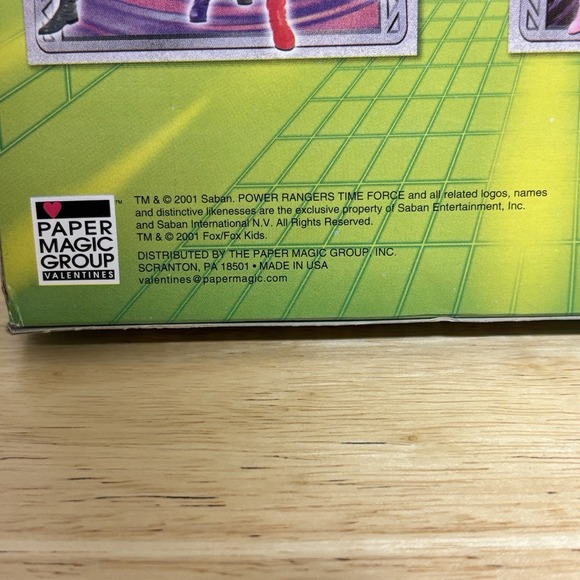 PAPER
MAGIC
GROUP
VALENTINES
™
TM & © 2001 Saban. POWER RANGERS TIME FORCE and all related logos, names
and distinctive likenesses are the exclusive property of Saban Entertainment, Inc.
and Saban International N.V. All Rights Reserved.
TM & © 2001 Fox/Fox Kids.
DISTRIBUTED BY THE PAPER MAGIC GROUP, INC.
SCRANTON, PA 18501 • MADE IN USA
valentines@papermagic.com